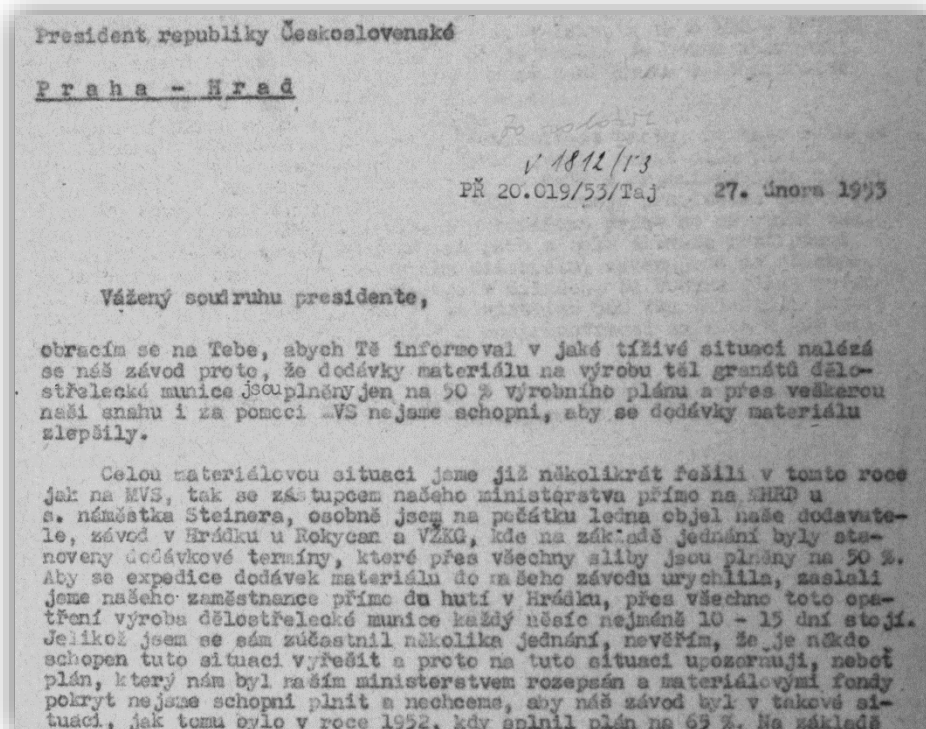 President republiky Československé
Praha - Hrad
v 1812/53
PŘ 20.019/53/Taj 27. února 1953
Vážený soudruhu presidente,
obracím se na Tebe, abych Tě informoval v jaké tíživé situaci nalézá
se náš závod proto, že dodávky materiálu na výrobu těl granátů dělo-
střelecké munice jsou plněny jen na 50 % výrobního plánu a přes veškerou
naši snahu i za pomoci MVS nejsme schopni, aby se dodávky materiálu
zlepšily.
Celou materiálovou situaci jsme již několikrát řešili v tomto roce
jak na MVS, tak se zástupcem našeho ministerstva přímo na MHRD u
s. náměstka Steinera, osobně jsem na počátku ledna objel naše dodavate-
le, závod v Hrádku u Rokycan a VŽKG, kde na základě jednání byly sta-
noveny dodávkové termíny, které přes všechny sliby jsou plněny na 50 %.
Aby se expedice dodávek materiálu do našeho závodu urychlila, zaslali
jsme našeho zaměstnance přímo do hutí v Hrádku, přes všechno toto opa-
tření výroba dělostřelecké munice každý měsíc nejméně 10 - 15 dní stojí.
Jelikož jsem se sám zúčastnil několika jednání, nevěřím, že je někdo
schopen tuto situaci vyřešit a proto na tuto situaci upozorňuji, neboť
plán, který nám byl naším ministerstvem rozepsán a materiálovými fondy
pokryt nejsme schopni plnit a nechceme, aby náš závod byl v takové si-
tuaci, jak tomu bylo v roce 1952, kdy splnil plán na 65 %. Na základě